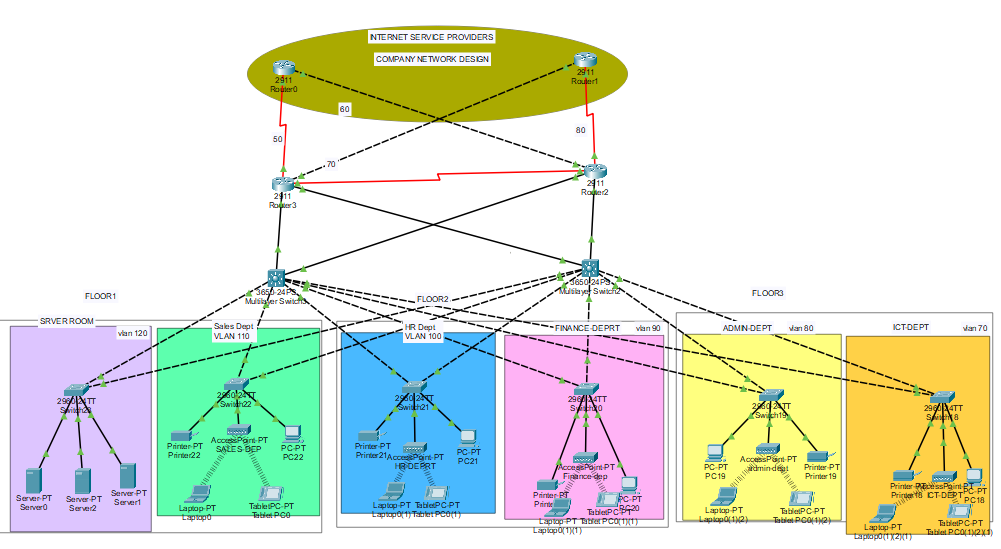 INTERNET SERVICE PROVIDERS
COMPANY NETWORK DESIGN
2911
Router0
2911
Router1
60
50
80
70
2911
Router3
2911
Router2
3650-24PS
Multilayer Switch
3650-24PS
Multilayer Switch2
FLOOR1
FLOOR2
FLOOR3
SRVER ROOM
vlan 120
Sales Dept
VLAN 110
HR Dept
VLAN 100
FINANCE-DEPRT
vlan 90
ADMIN-DEPT
vlan 80
ICT-DEPT
vlan 70
2960-24TT
Switch23
2960-24TT
Switch22
2960-24TT
Switch21
2960-24TT
Switch20
2960-24TT
Switch19
2960-24TT
Switch18
Server-PT
Server0
Server-PT
Server2
Server-PT
Server1
Printer-PT
Printer22
AccessPoint-PT
SALES-DEP
PC-PT
PC22
Laptop-PT
Laptop0
TabletPC-PT
Tablet PC0
Printer-PT
Printer21
AccessPoint-PT
HR-DEPRT
PC-PT
PC21
Laptop-PT
Laptop0(1)
TabletPC-PT
Tablet PC0(1)
AccessPoint-PT
Finance-dep
Printer-PT
PC-PT
PC20
Laptop-PT
Laptop0(1)(1)
TabletPC-PT
Tablet PC0(1)(1)
PC-PT
PC19
AccessPoint-PT
admin-dept
Printer-PT
Printer19
Laptop-PT
Laptop0(1)(2)
TabletPC-PT
Tablet PC0(1)(2)
Printer-PT
Printer18
AccessPoint-PT
ICT-DEPT
PC-PT
PC18
Laptop-PT
Laptop0(1)(2)(1)
TabletPC-PT
Tablet PC0(1)(2)(1)